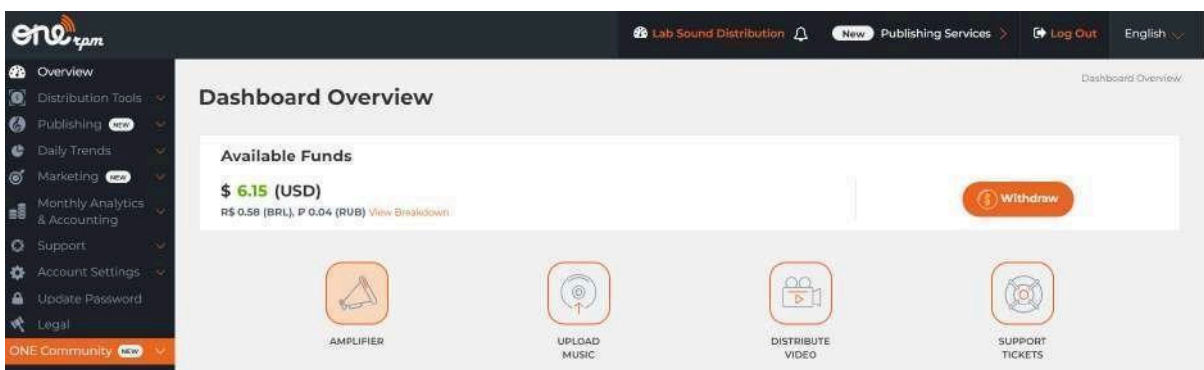 one rpm
Lab Sound Distribution
New Publishing Services
Log Out
English
Overview
Distribution Tools
Publishing NEW
Daily Trends
Marketing NEW
Monthly Analytics
& Accounting
Support
Account Settings
Update Password
Legal
ONE Community NEW
Dashboard Overview
Dashboard Overview
Available Funds
$ 6.15 (USD)
R$ 0.58 (BRL), ₽ 0.04 (RUB) View Breakdown
Withdraw
AMPLIFIER
UPLOAD
MUSIC
DISTRIBUTE
VIDEO
SUPPORT
TICKETS